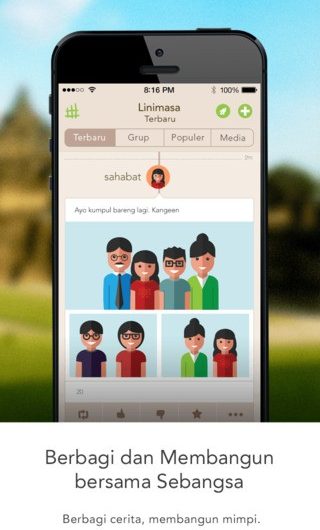 8:16 PM
100%
Linimasa
Terbaru
Terbaru
Grup
Populer
Media
sahabat
Ayo kumpul bareng lagi. Kangeen
20
Berbagi dan Membangun
bersama Sebangsa
Berbagi cerita, membangun mimpi.